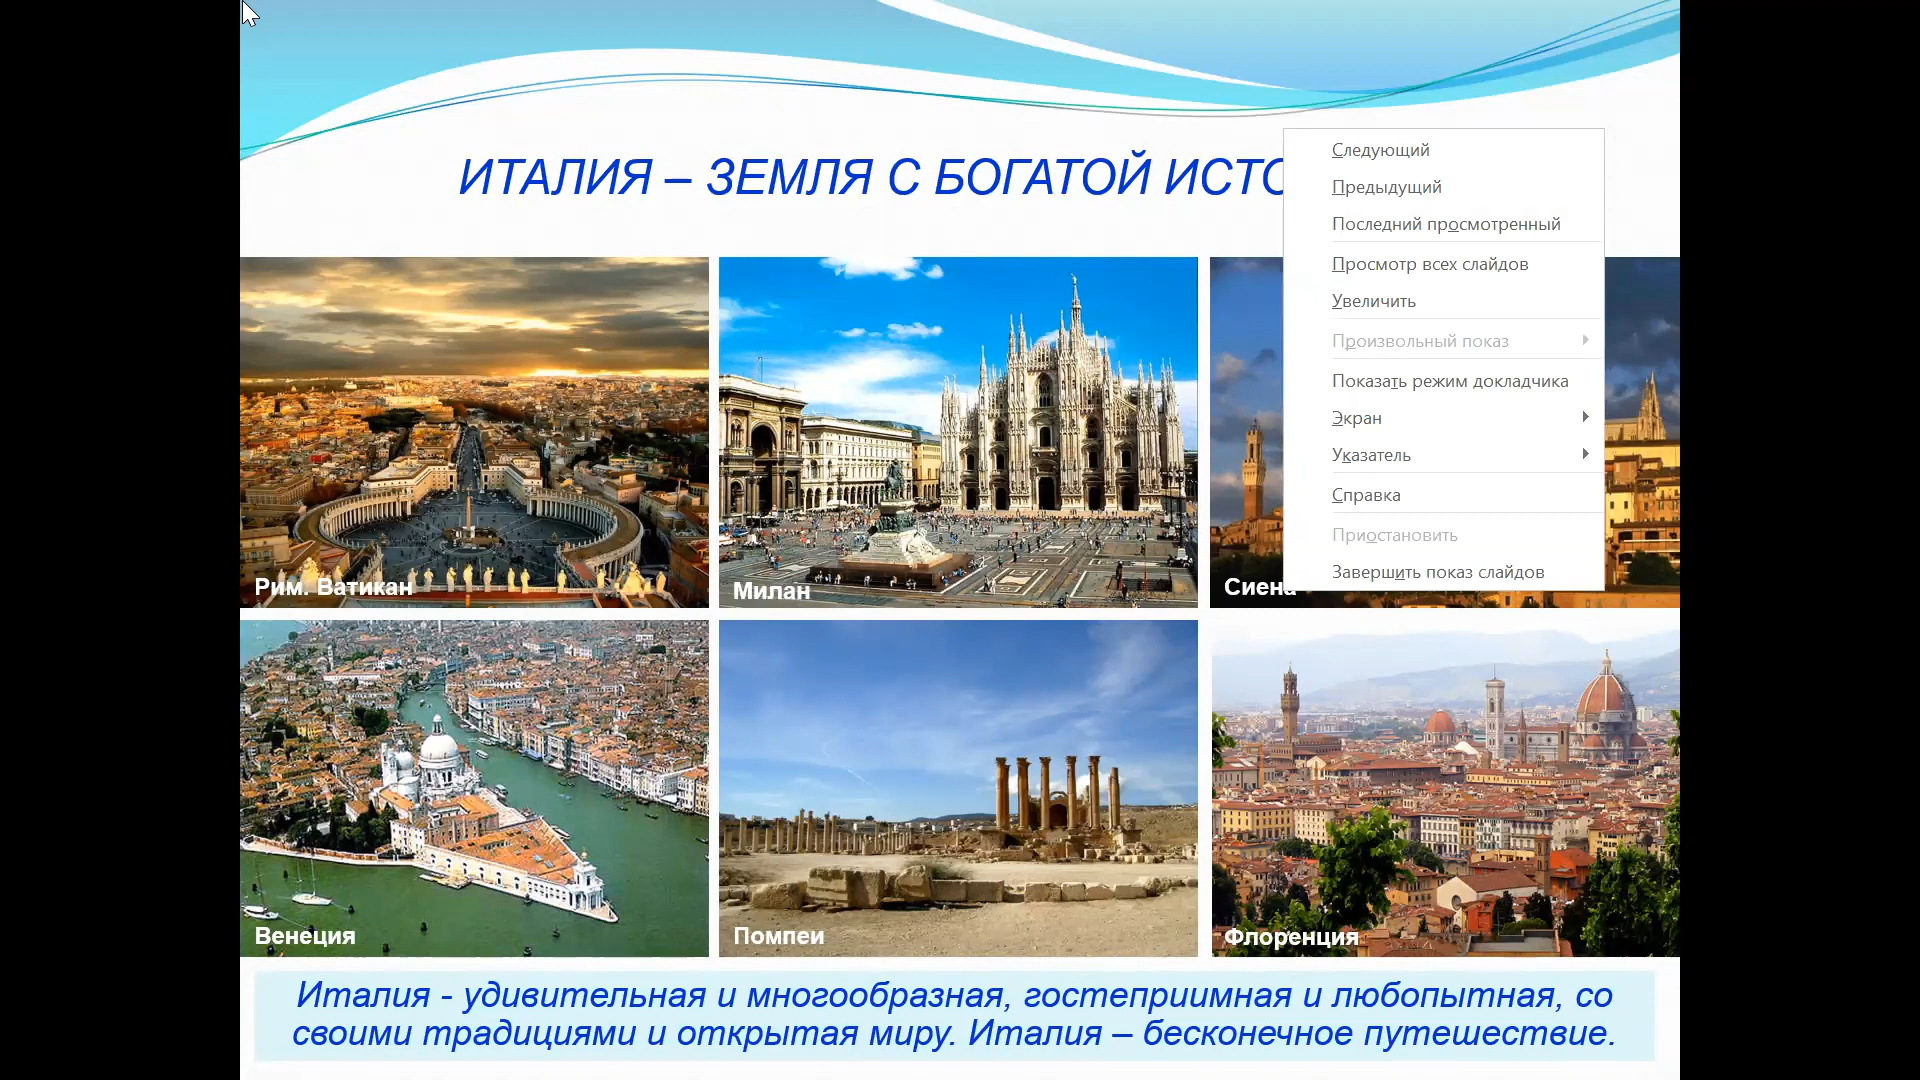 ИТАЛИЯ – ЗЕМЛЯ С БОГАТОЙ ИСТО
Следующий
Предыдущий
Последний просмотренный
Просмотр всех слайдов
Увеличить
Произвольный показ
Показать режим докладчика
Экран
Указатель
Справка
Приостановить
Завершить показ слайдов
Рим. Ватикан
Милан
Сиена
Венеция
Помпеи
Флоренция
Италия - удивительная и многообразная, гостеприимная и любопытная, со
своими традициями и открытая миру. Италия – бесконечное путешествие.